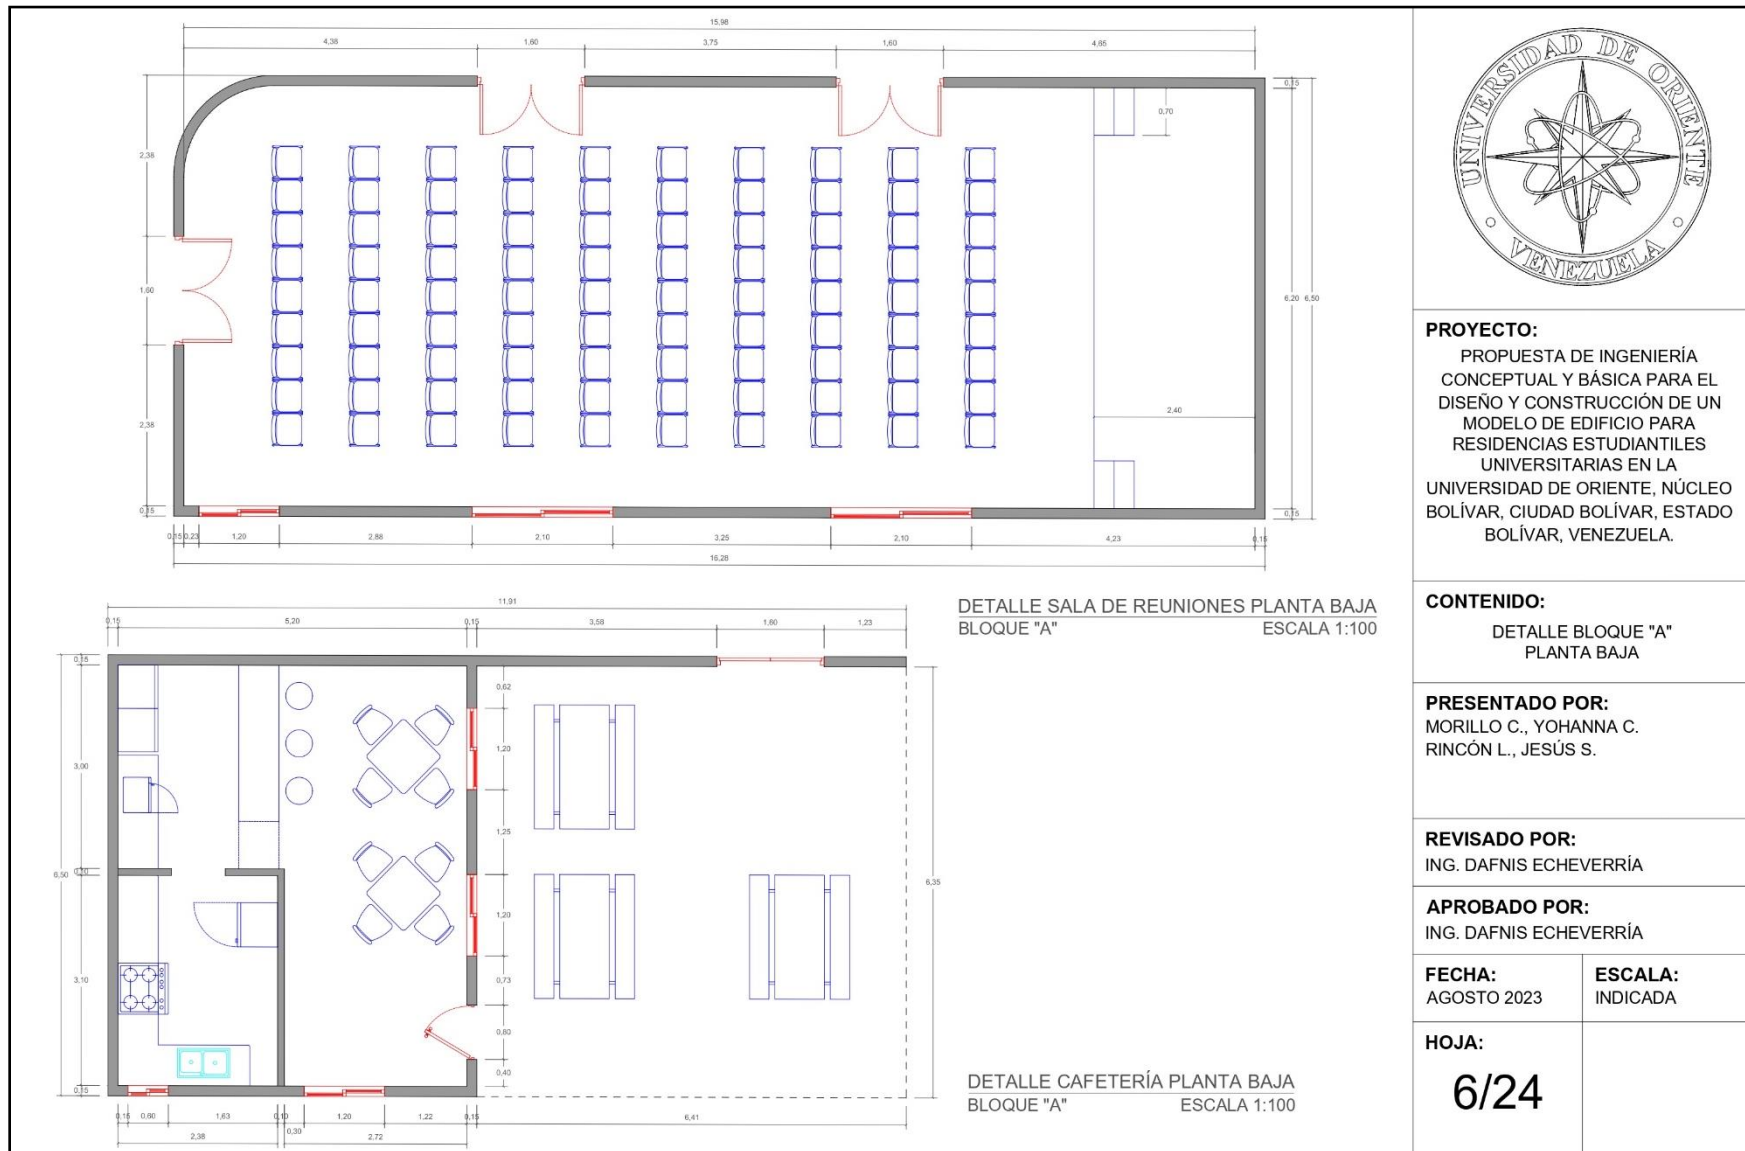 15,98
4,38 1,60 3,75 1,60 4,65
0,15
0,70
2,38
1,60
6,20 6,50
2,38
2,40
0,15
0,15
0,15 0,23 1,20 2,88 2,10 3,25 2,10 4,23 0,15
16,28
DETALLE SALA DE REUNIONES PLANTA BAJA
BLOQUE "A" ESCALA 1:100
11,91
0,15 5,20 0,15 3,58 1,60 1,23
0,15
0,62
1,20
3,00
1,25
6,50
0,20
6,35
1,20
0,73
3,10
0,80
0,40
0,15
0,15 0,60 1,63 0,10 1,20 1,22 0,15 6,41
0,30
2,38 2,72
DETALLE CAFETERÍA PLANTA BAJA
BLOQUE "A" ESCALA 1:100
UNIVERSIDAD DE ORIENTE
VENEZUELA
PROYECTO:
PROPUESTA DE INGENIERÍA
CONCEPTUAL Y BÁSICA PARA EL
DISEÑO Y CONSTRUCCIÓN DE UN
MODELO DE EDIFICIO PARA
RESIDENCIAS ESTUDIANTILES
UNIVERSITARIAS EN LA
UNIVERSIDAD DE ORIENTE, NÚCLEO
BOLÍVAR, CIUDAD BOLÍVAR, ESTADO
BOLÍVAR, VENEZUELA.
CONTENIDO:
DETALLE BLOQUE "A"
PLANTA BAJA
PRESENTADO POR:
MORILLO C., YOHANNA C.
RINCÓN L., JESÚS S.
REVISADO POR:
ING. DAFNIS ECHEVERRÍA
APROBADO POR:
ING. DAFNIS ECHEVERRÍA
FECHA:
AGOSTO 2023
ESCALA:
INDICADA
HOJA:
6/24